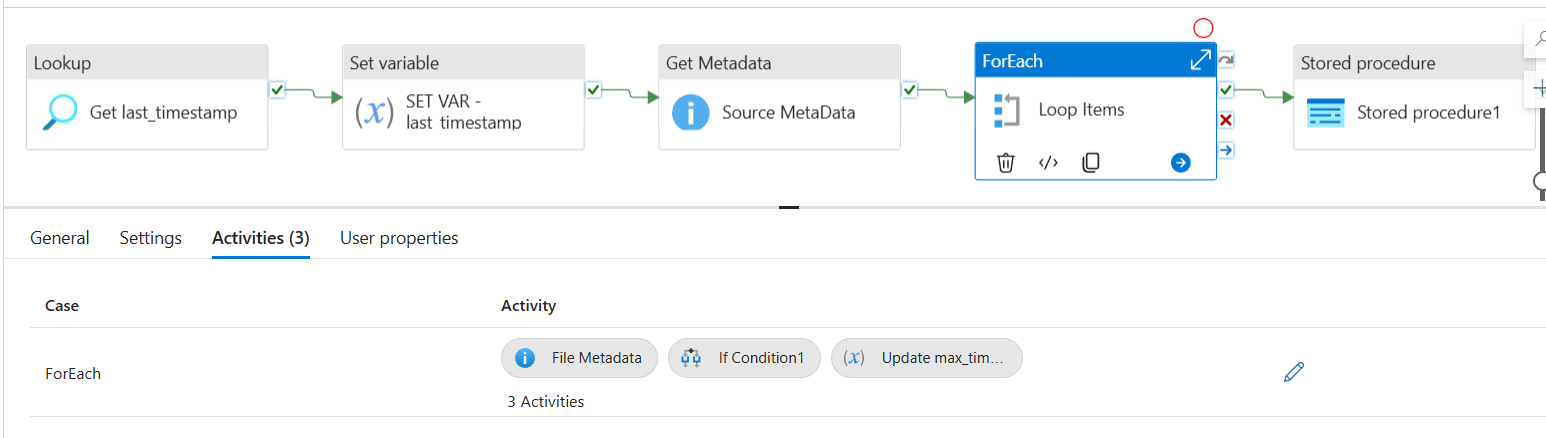 Lookup
Get last_timestamp
Set variable
(x) SET VAR -
last_timestamp
Get Metadata
Source MetaData
ForEach
Loop Items
</>
Stored procedure
Stored procedure1
General
Settings
Activities (3)
User properties
Case
Activity
ForEach
File Metadata
If Condition1
(x) Update max_tim...
3 Activities